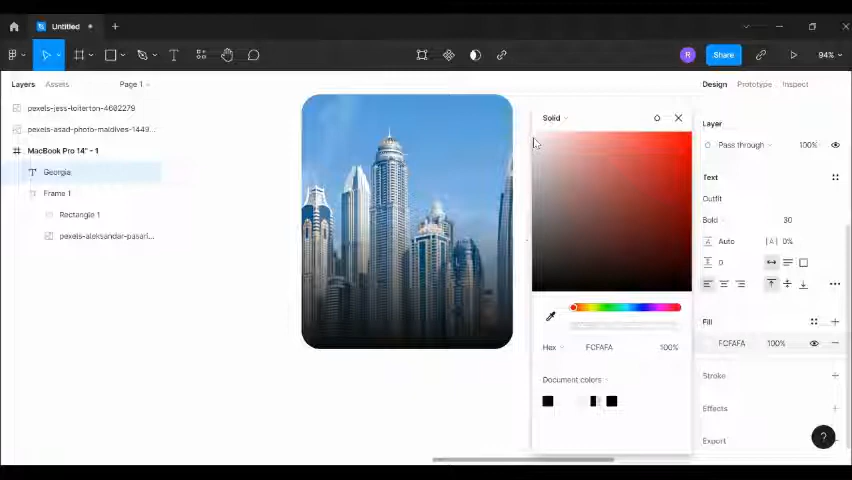 Untitled
R
Share
94%
Layers
Assets
Page 1
Design
Prototype
Inspect
pexels-jess-loiterton-4602279
pexels-asad-photo-maldives-1449...
MacBook Pro 14" - 1
Georgia
Frame 1
Rectangle 1
pexels-aleksandar-pasari...
Solid
Hex
FCFAFA
100%
Document colors
Layer
Pass through
100%
Text
Outfit
Bold
30
A
Auto
|A|
0%
0
Fill
FCFAFA
100%
Stroke
Effects
Export
?